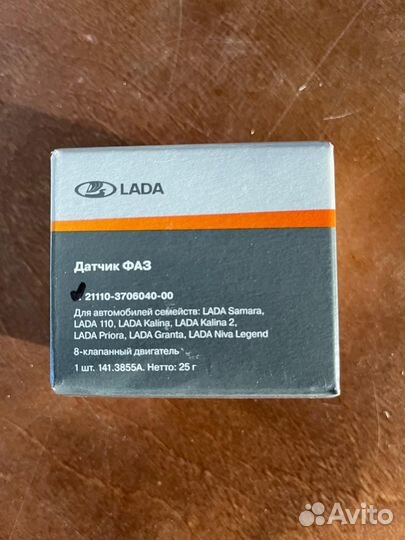 LADA
Датчик ФАЗ
21110-3706040-00
Для автомобилей семейств: LADA Samara,
LADA 110, LADA Kalina, LADA Kalina 2,
LADA Priora, LADA Granta, LADA Niva Legend
8-клапанный двигатель
1 шт. 141.3855А. Нетто: 25 г
Avito